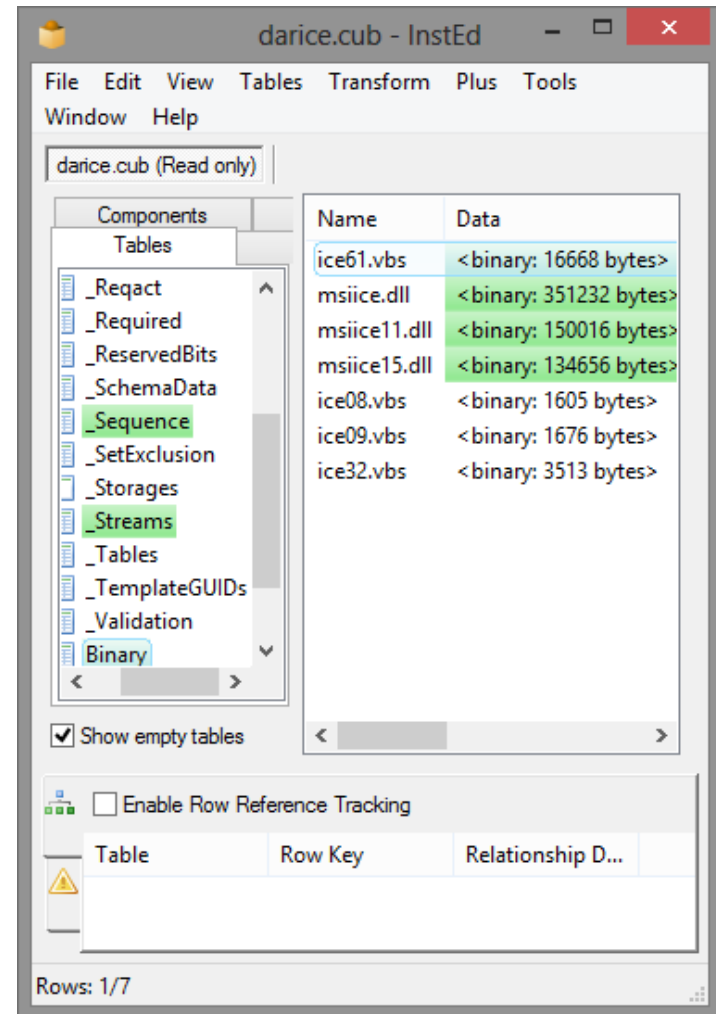 darice.cub - InstEd
File Edit View Tables Transform Plus Tools
Window Help
darice.cub (Read only)
Components
Tables
_Reqact
_Required
_ReservedBits
_SchemaData
_Sequence
_SetExclusion
_Storages
_Streams
_Tables
_TemplateGUIDs
_Validation
Binary
Show empty tables
Name Data
ice61.vbs <binary: 16668 bytes>
msiice.dll <binary: 351232 bytes>
msiice11.dll <binary: 150016 bytes>
msiice15.dll <binary: 134656 bytes>
ice08.vbs <binary: 1605 bytes>
ice09.vbs <binary: 1676 bytes>
ice32.vbs <binary: 3513 bytes>
Enable Row Reference Tracking
Table Row Key Relationship D...
Rows: 1/7